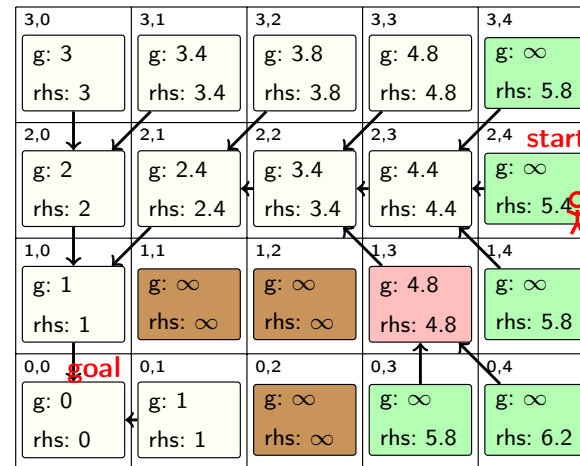 3,0 3,1 3,2 3,3 3,4
g: 3 g: 3.4 g: 3.8 g: 4.8 g: ∞
rhs: 3 rhs: 3.4 rhs: 3.8 rhs: 4.8 rhs: 5.8
2,0 2,1 2,2 2,3 2,4
start
g: 2 g: 2.4 g: 3.4 g: 4.4 g: ∞
rhs: 2 rhs: 2.4 rhs: 3.4 rhs: 4.4 rhs: 5.4
1,0 1,1 1,2 1,3 1,4
g: 1 g: ∞ g: ∞ g: 4.8 g: ∞
rhs: 1 rhs: ∞ rhs: ∞ rhs: 4.8 rhs: 5.8
0,0 goal 0,1 0,2 0,3 0,4
g: 0 g: 1 g: ∞ g: ∞ g: ∞
rhs: 0 rhs: 1 rhs: ∞ rhs: 5.8 rhs: 6.2